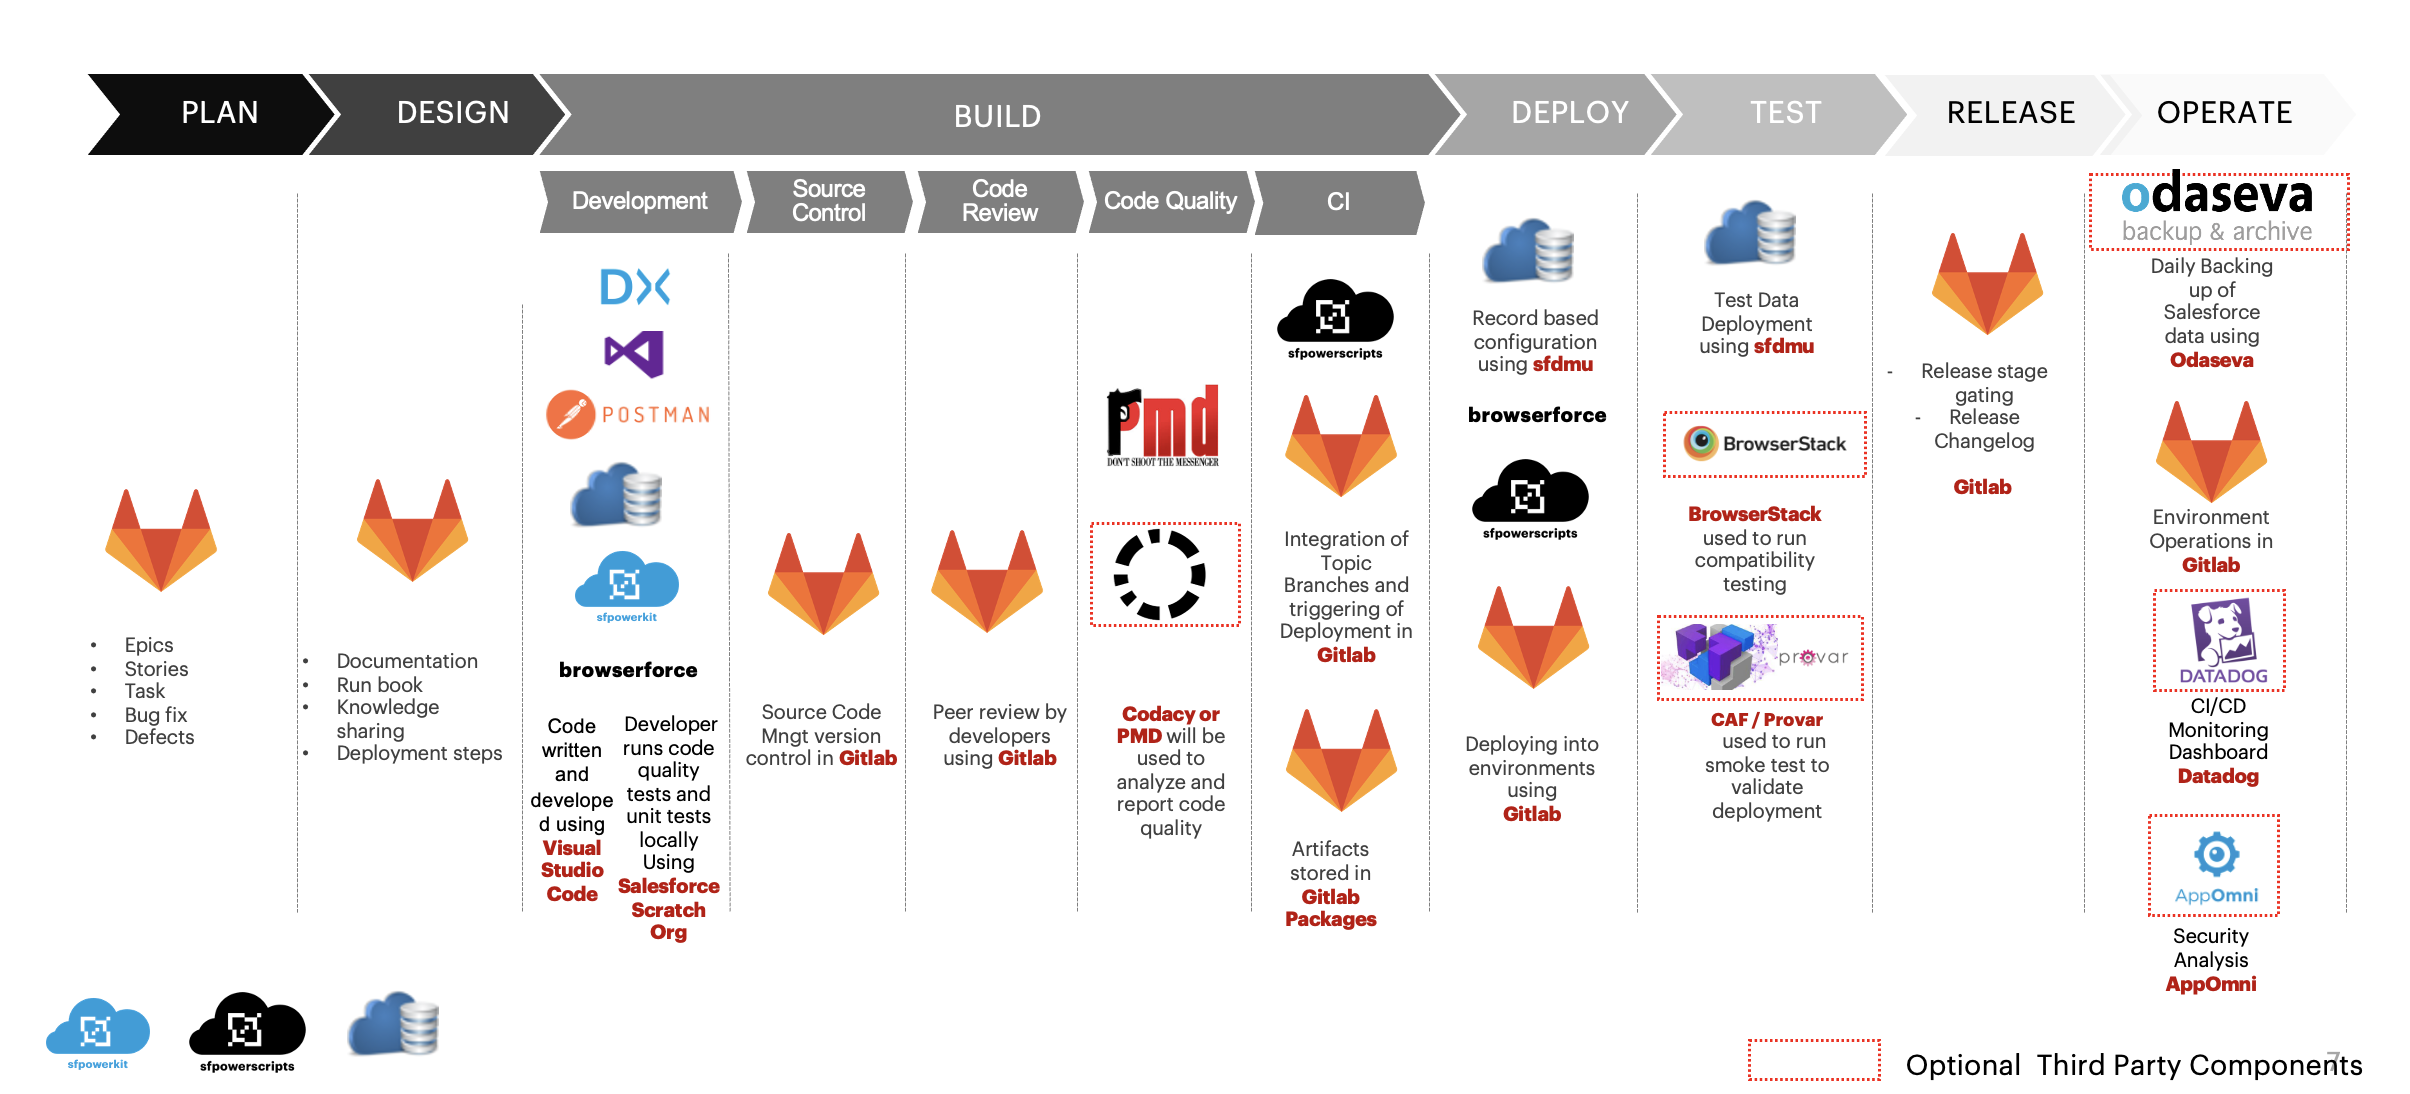 PLAN
DESIGN
BUILD
DEPLOY
TEST
RELEASE
OPERATE
Development
Source
Control
Code
Review
Code Quality
CI
• Epics
• Stories
• Task
• Bug fix
• Defects
• Documentation
• Run book
• Knowledge
sharing
• Deployment steps
DX
POSTMAN
sfpowerkit
browserforce
Code
written
and
develope
d using
Visual
Studio
Code
Developer
runs code
quality
tests and
unit tests
locally
Using
Salesforce
Scratch
Org
Source Code
Mngt version
control in Gitlab
Peer review by
developers
using Gitlab
Pmd
DON'T SHOOT THE MESSENGER
Codacy or
PMD will be
used to
analyze and
report code
quality
sfpowerscripts
Integration of
Topic
Branches and
triggering of
Deployment in
Gitlab
Artifacts
stored in
Gitlab
Packages
Record based
configuration
using sfdmu
browserforce
sfpowerscripts
Deploying into
environments
using
Gitlab
Test Data
Deployment
using sfdmu
BrowserStack
BrowserStack
used to run
compatibility
testing
provar
CAF / Provar
used to run
smoke test to
validate
deployment
- Release stage
gating
- Release
Changelog
Gitlab
odaseva
backup & archive
Daily Backing
up of
Salesforce
data using
Odaseva
Environment
Operations in
Gitlab
DATADOG
CI/CD
Monitoring
Dashboard
Datadog
AppOmni
Security
Analysis
AppOmni
sfpowerkit
sfpowerscripts
Optional Third Party Components
7